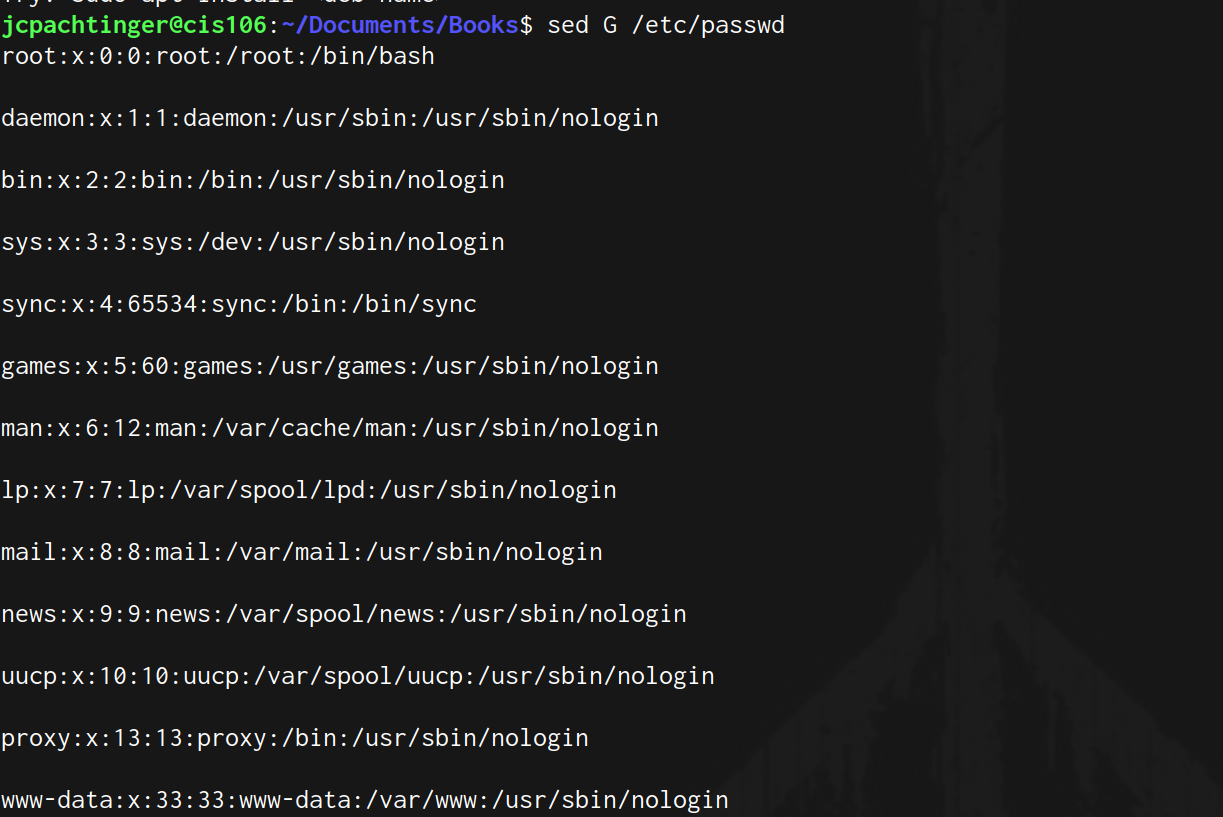 jcpachtinger@cis106:~/Documents/Books$ sed G /etc/passwd
root:x:0:0:root:/root:/bin/bash
daemon:x:1:1:daemon:/usr/sbin:/usr/sbin/nologin
bin:x:2:2:bin:/bin:/usr/sbin/nologin
sys:x:3:3:sys:/dev:/usr/sbin/nologin
sync:x:4:65534:sync:/bin:/bin/sync
games:x:5:60:games:/usr/games:/usr/sbin/nologin
man:x:6:12:man:/var/cache/man:/usr/sbin/nologin
lp:x:7:7:lp:/var/spool/lpd:/usr/sbin/nologin
mail:x:8:8:mail:/var/mail:/usr/sbin/nologin
news:x:9:9:news:/var/spool/news:/usr/sbin/nologin
uucp:x:10:10:uucp:/var/spool/uucp:/usr/sbin/nologin
proxy:x:13:13:proxy:/bin:/usr/sbin/nologin
www-data:x:33:33:www-data:/var/www:/usr/sbin/nologin